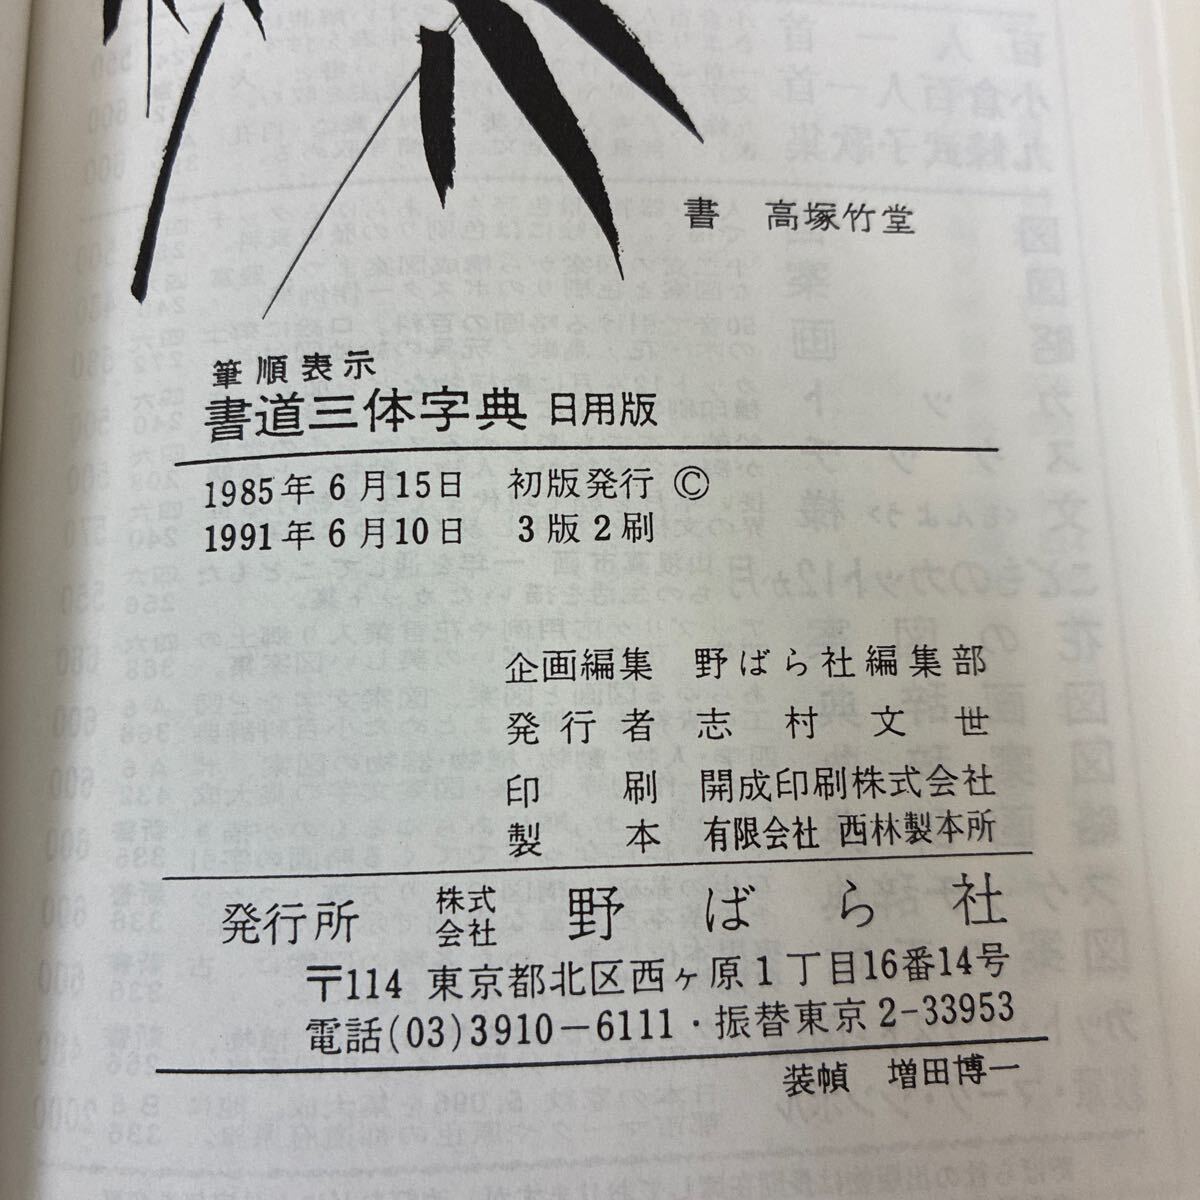 書　高塚竹堂
筆順表示
書道三体字典 日用版
1985年6月15日　初版発行 ©
1991年6月10日　3版2刷
企画編集　野ばら社編集部
発行者　志村文世
印刷　開成印刷株式会社
製本　有限会社 西林製本所
発行所　株式会社 野ばら社
〒114 東京都北区西ヶ原1丁目16番14号
電話(03)3910−6111・振替東京2-33953
装幀　増田博一